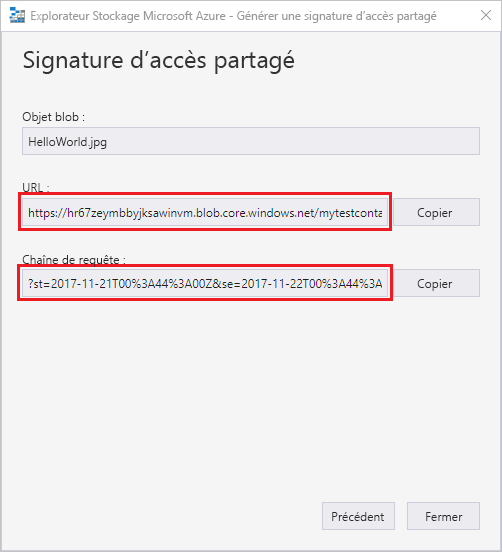 Explorateur Stockage Microsoft Azure - Générer une signature d’accès partagé
Signature d’accès partagé
Objet blob :
HelloWorld.jpg
URL :
https://hr67zeymbbyjksawinvm.blob.core.windows.net/mytestconta
Copier
Chaîne de requête :
?st=2017-11-21T00%3A44%3A00Z&se=2017-11-22T00%3A44%3A
Copier
Précédent
Fermer